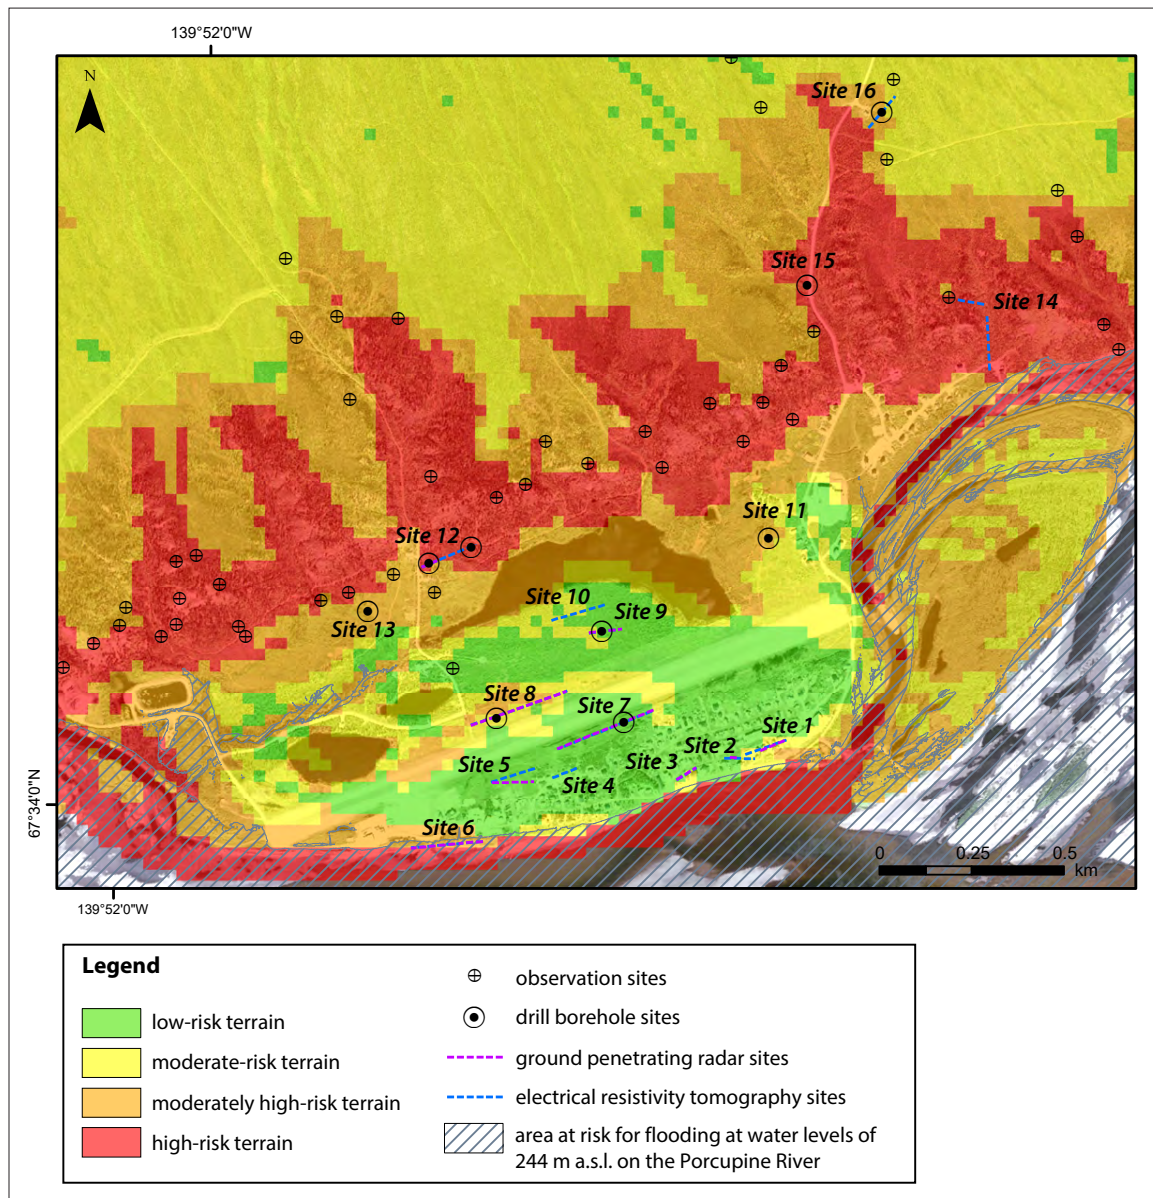 139°52'0"W
N
Site 16
Site 15
Site 14
Site 11
Site 12
Site 10
Site 9
Site 13
Site 8
Site 7
Site 1
Site 2
Site 3
Site 5
Site 4
Site 6
67°34'0"N
0 0.25 0.5
km
139°52'0"W
Legend
low-risk terrain
moderate-risk terrain
moderately high-risk terrain
high-risk terrain
observation sites
drill borehole sites
ground penetrating radar sites
electrical resistivity tomography sites
area at risk for flooding at water levels of
244 m a.s.l. on the Porcupine River